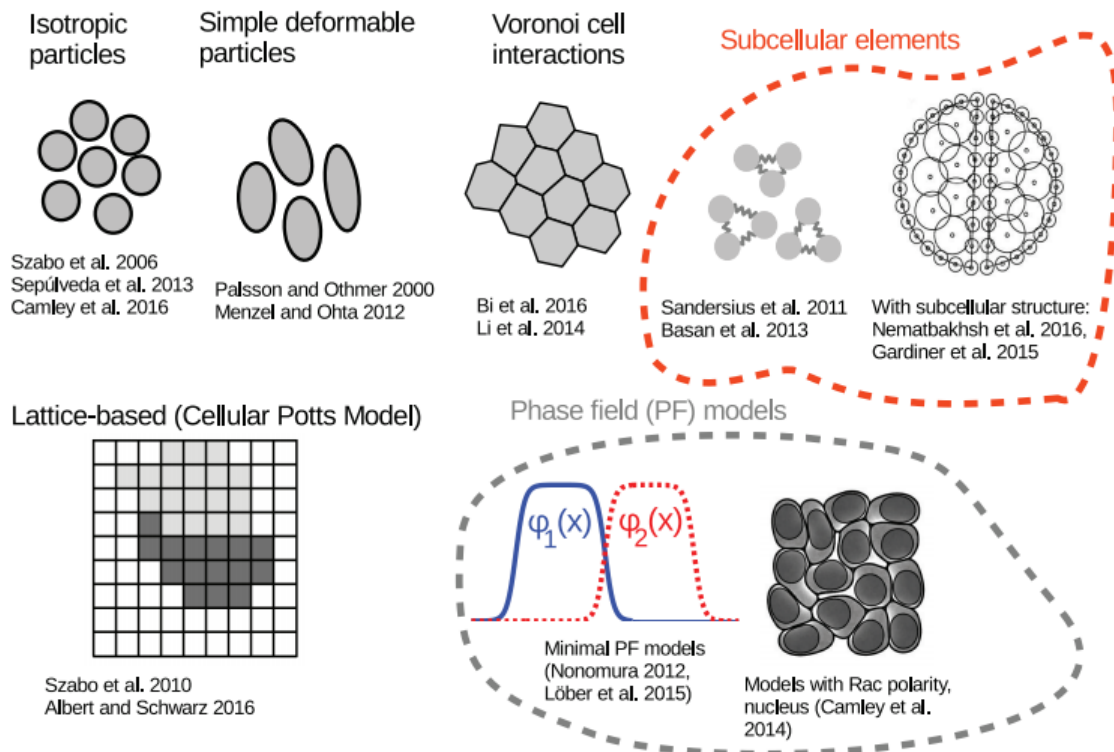 Isotropic
particles
Simple deformable
particles
Voronoi cell
interactions
Subcellular elements
Szabo et al. 2006
Sepúlveda et al. 2013
Camley et al. 2016
Palsson and Othmer 2000
Menzel and Ohta 2012
Bi et al. 2016
Li et al. 2014
Sandersius et al. 2011
Basan et al. 2013
With subcellular structure:
Nematbakhsh et al. 2016,
Gardiner et al. 2015
Lattice-based (Cellular Potts Model)
Szabo et al. 2010
Albert and Schwarz 2016
Phase field (PF) models
φ₁(x)
φ₂(x)
Minimal PF models
(Nonomura 2012,
Löber et al. 2015)
Models with Rac polarity,
nucleus (Camley et al.
2014)